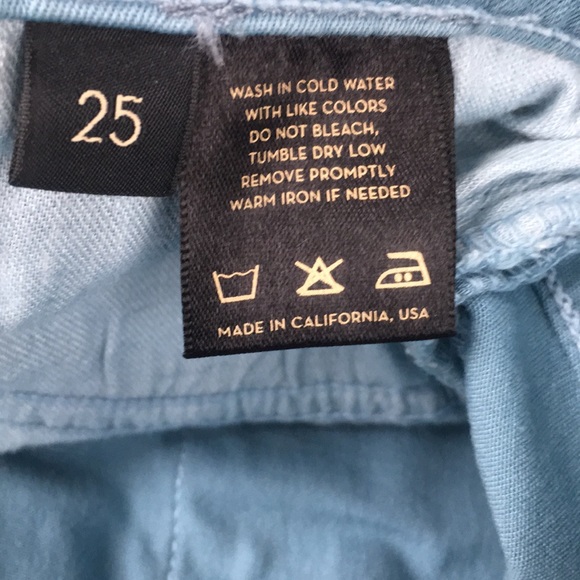 25
WASH IN COLD WATER
WITH LIKE COLORS
DO NOT BLEACH,
TUMBLE DRY LOW
REMOVE PROMPTLY
WARM IRON IF NEEDED
MADE IN CALIFORNIA, USA